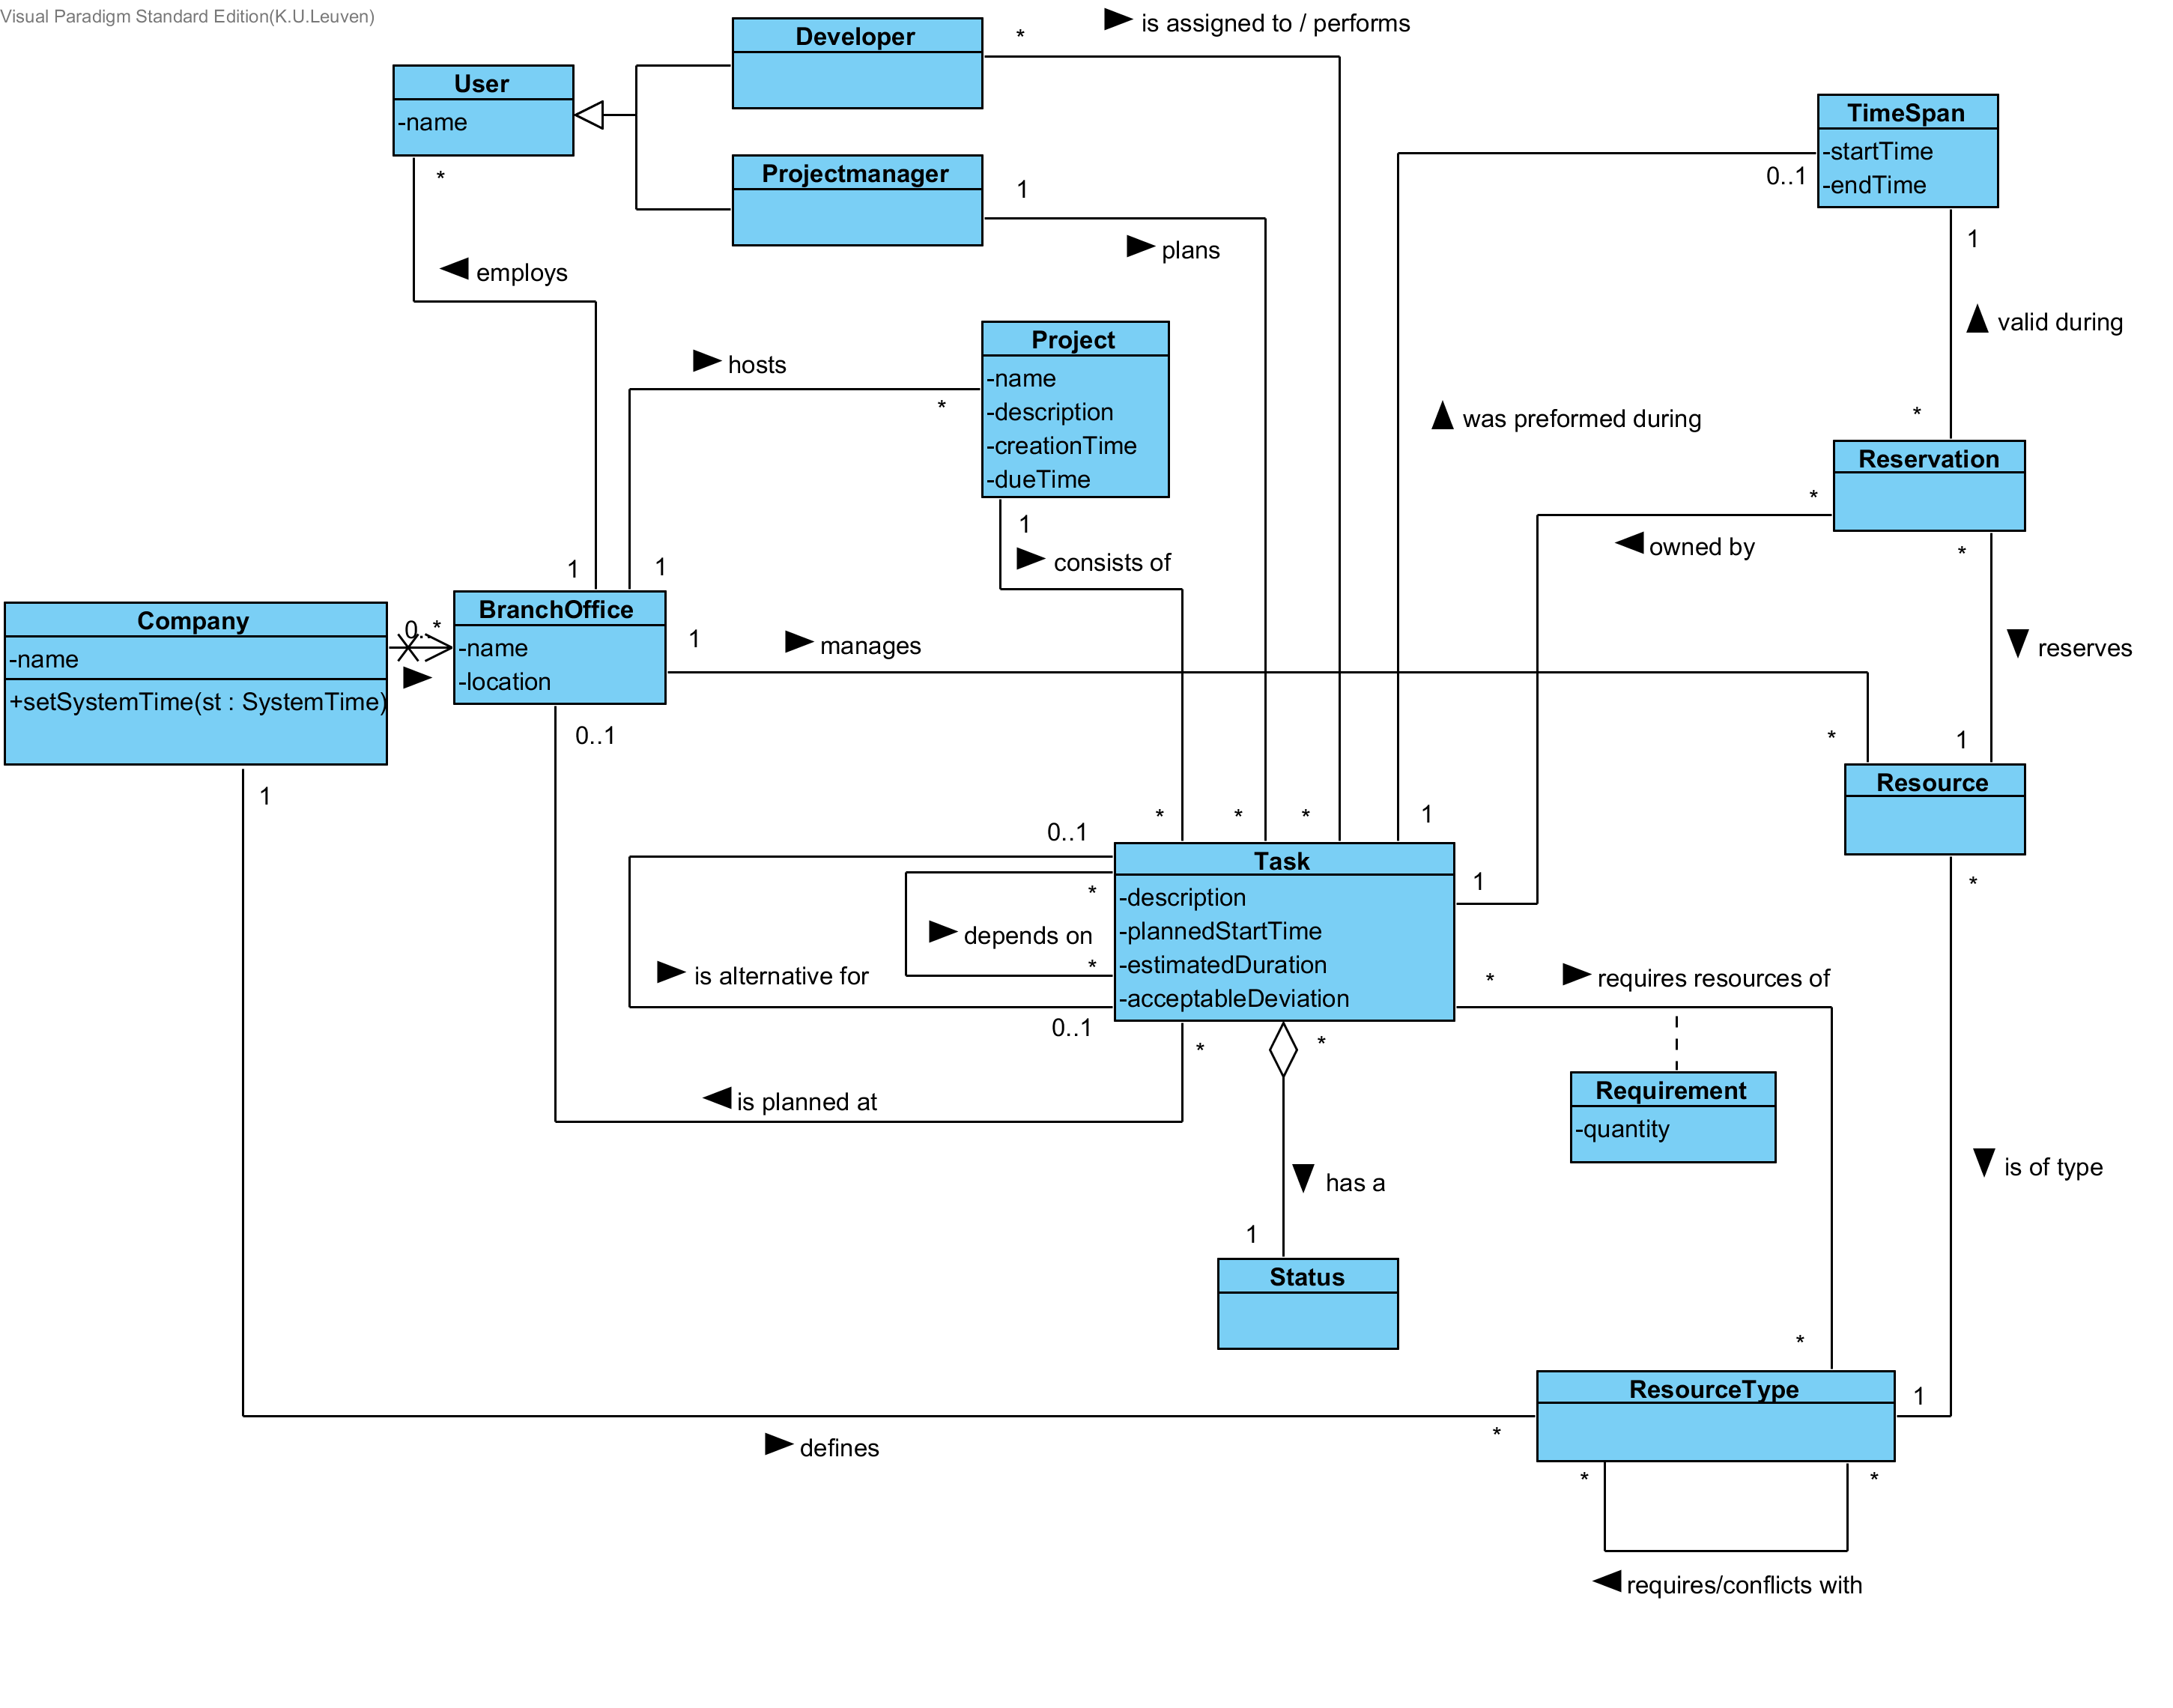 Visual Paradigm Standard Edition(K.U.Leuven)
Developer
*
is assigned to / performs
User
-name
*
Projectmanager
1
plans
TimeSpan
-startTime
-endTime
0..1
1
employs
valid during
hosts
*
Project
-name
-description
-creationTime
-dueTime
1
consists of
was preformed during
*
Reservation
*
owned by
*
1
1
Company
-name
+setSystemTime(st : SystemTime)
0..*
BranchOffice
-name
-location
1
manages
reserves
0..1
*
1
Resource
*
1
0..1
*
*
*
1
Task
-description
-plannedStartTime
-estimatedDuration
-acceptableDeviation
1
*
depends on
*
is alternative for
0..1
*
requires resources of
*
*
is planned at
Requirement
-quantity
is of type
has a
1
Status
*
ResourceType
1
*
defines
*
*
requires/conflicts with